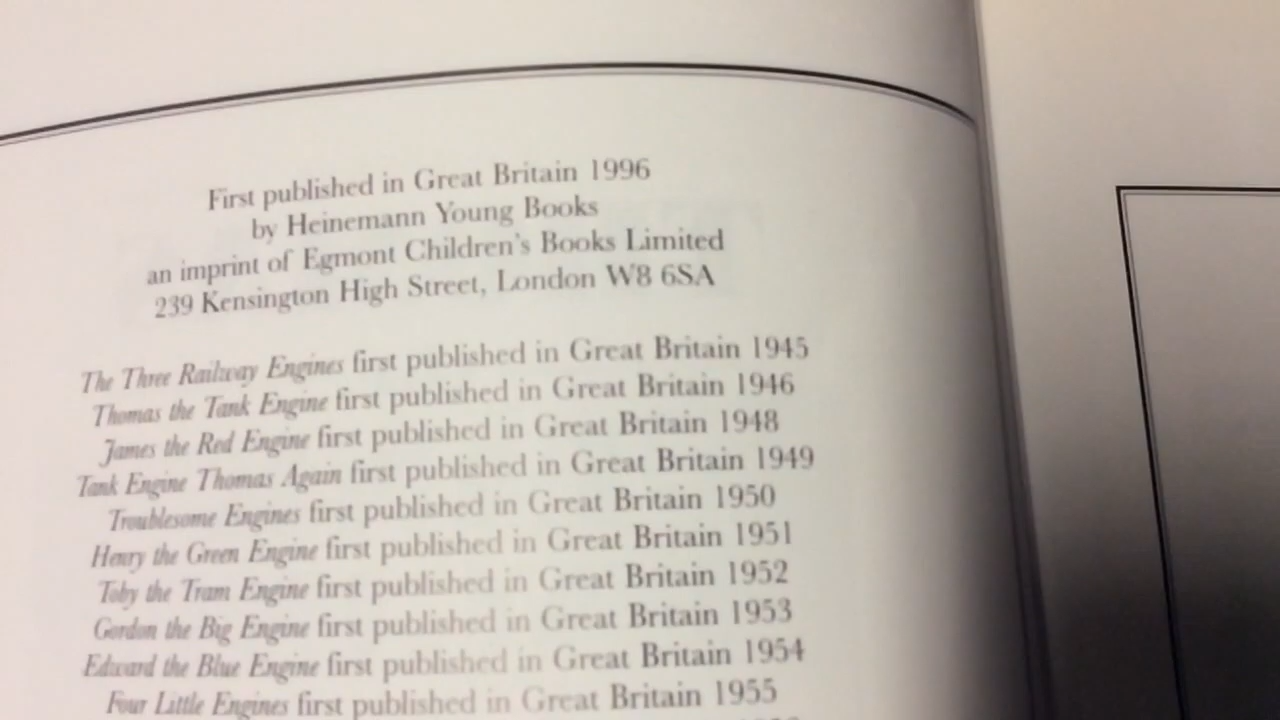 First published in Great Britain 1996
by Heinemann Young Books
an imprint of Egmont Children's Books Limited
239 Kensington High Street, London W8 6SA
The Three Railway Engines first published in Great Britain 1945
Thomas the Tank Engine first published in Great Britain 1946
James the Red Engine first published in Great Britain 1948
Tank Engine Thomas Again first published in Great Britain 1949
Troublesome Engines first published in Great Britain 1950
Henry the Green Engine first published in Great Britain 1951
Toby the Tram Engine first published in Great Britain 1952
Gordon the Big Engine first published in Great Britain 1953
Edward the Blue Engine first published in Great Britain 1954
Four Little Engines first published in Great Britain 1955